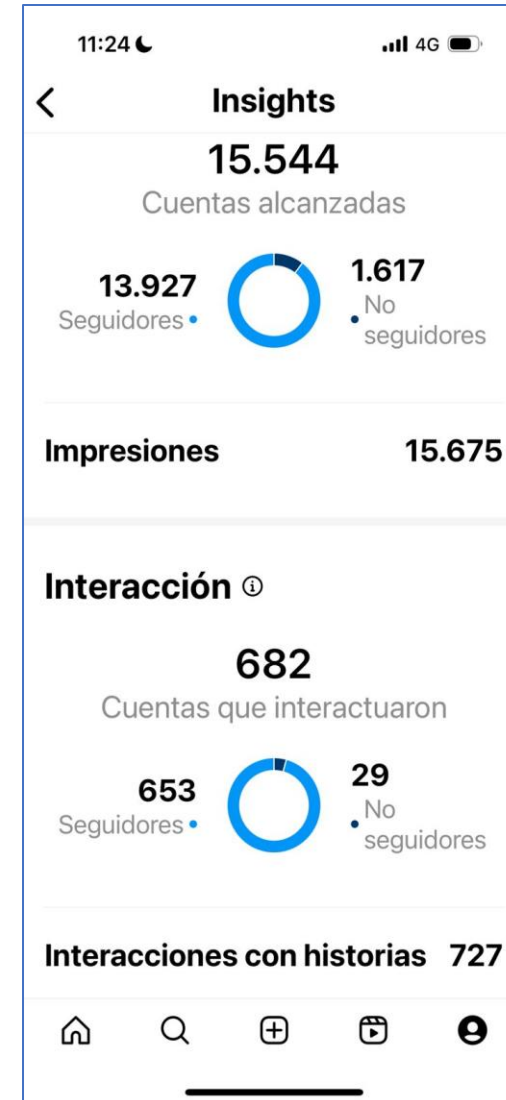 11:24 4G
Insights
15.544
Cuentas alcanzadas
13.927
Seguidores
1.617
No
seguidores
Impresiones 15.675
Interacción
682
Cuentas que interactuaron
653
Seguidores
29
No
seguidores
Interacciones con historias 727